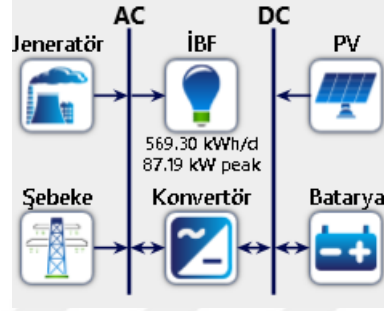 AC DC
Jeneratör İBF PV
569.30 kWh/d
87.19 kW peak
Şebeke Konvertör Batarya